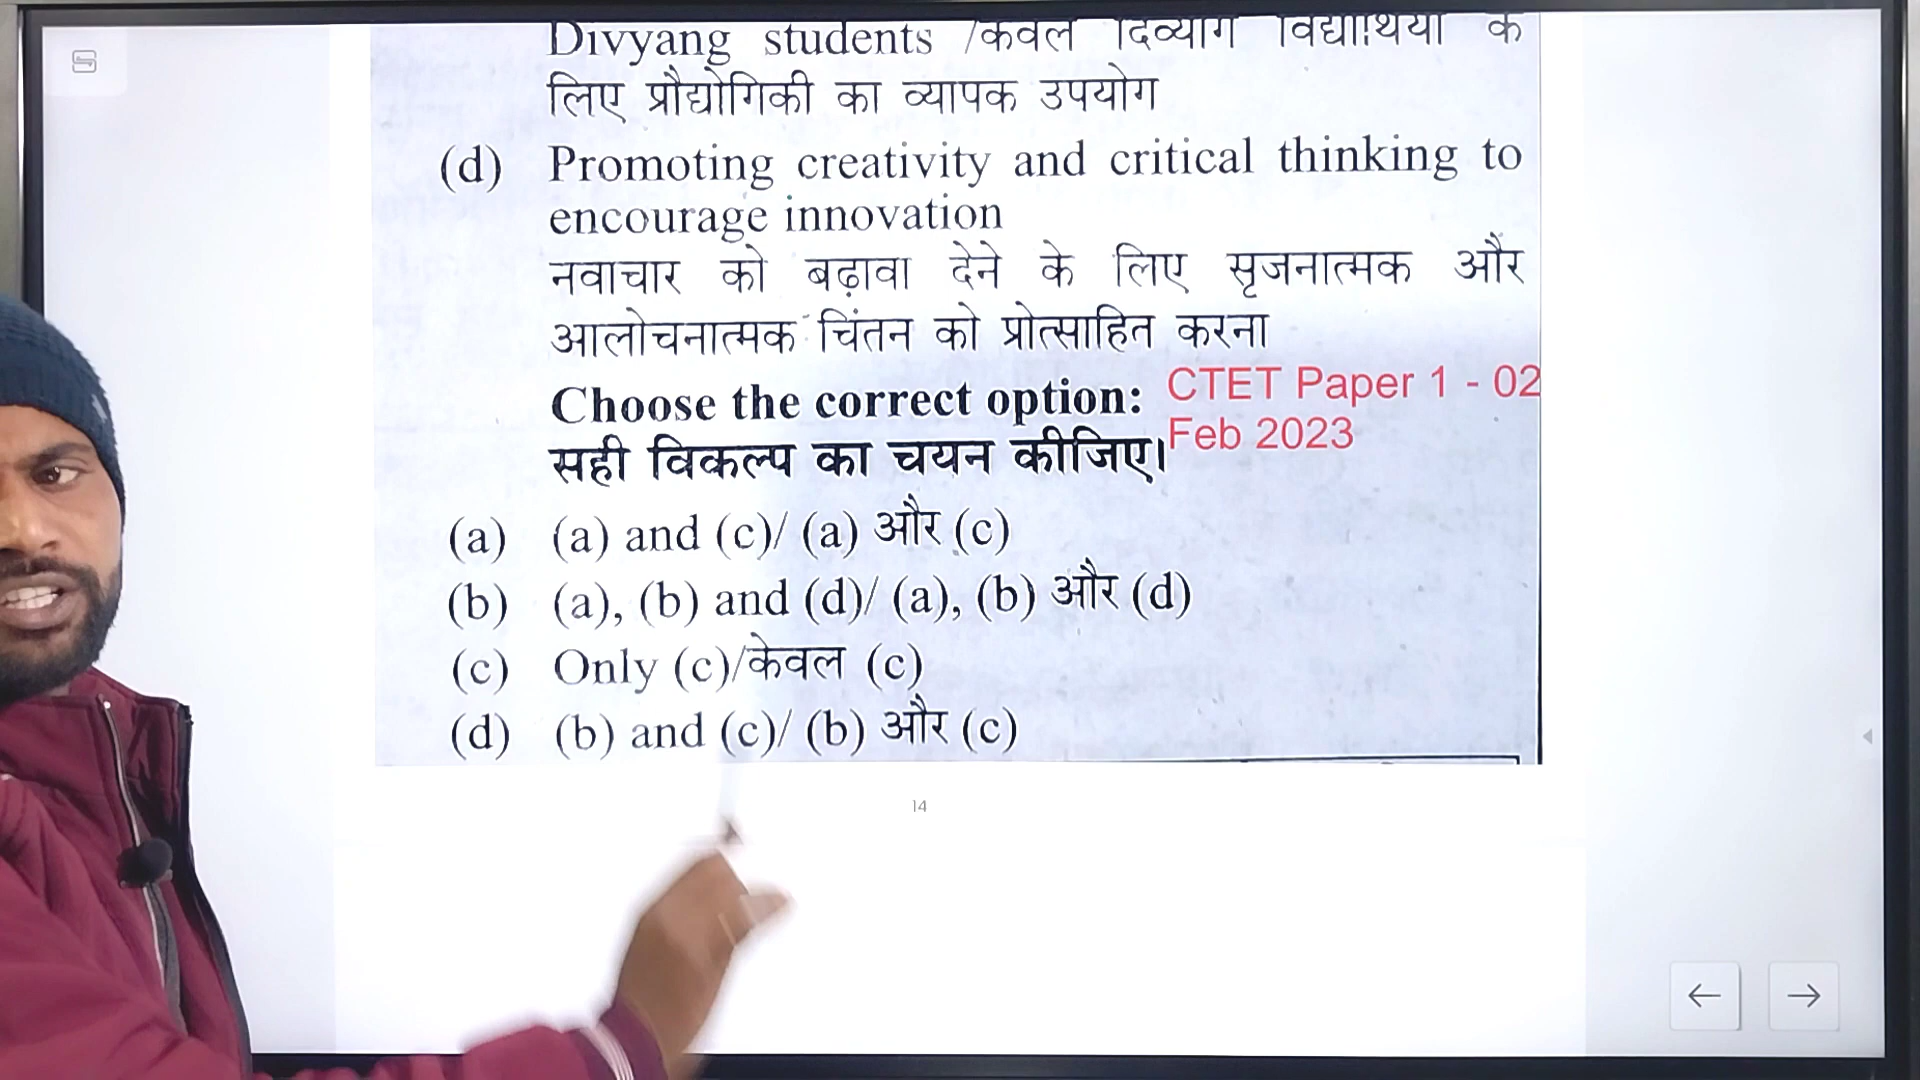 Divyang students /केवल दिव्यांग विद्यार्थियों के
लिए प्रौद्योगिकी का व्यापक उपयोग
(d) Promoting creativity and critical thinking to
encourage innovation
नवाचार को बढ़ावा देने के लिए सृजनात्मक और
आलोचनात्मक चिंतन को प्रोत्साहित करना
Choose the correct option:
सही विकल्प का चयन कीजिए।
CTET Paper 1 - 02
Feb 2023
(a) (a) and (c)/ (a) और (c)
(b) (a), (b) and (d)/ (a), (b) और (d)
(c) Only (c)/केवल (c)
(d) (b) and (c)/ (b) और (c)
14